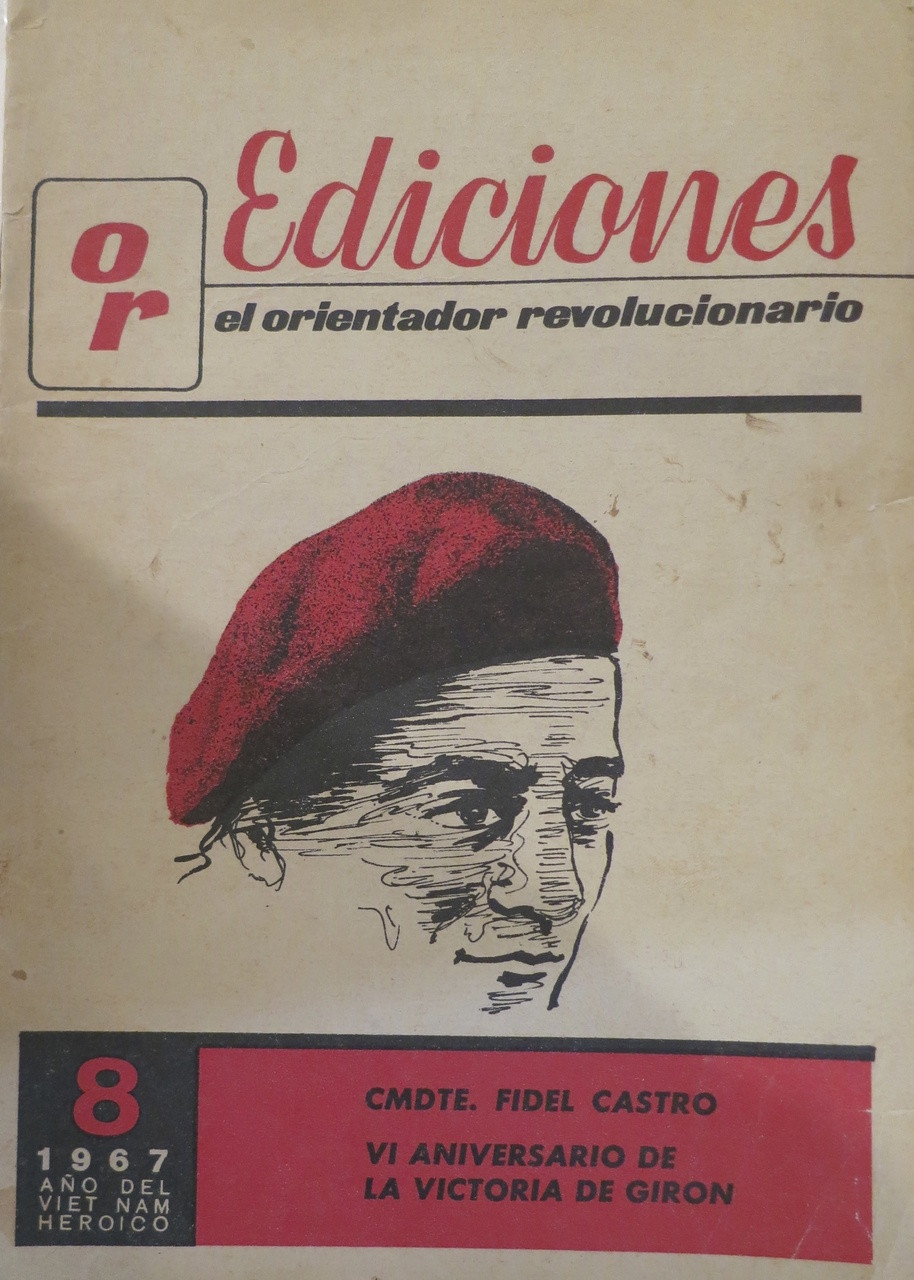 o
r
Ediciones
el orientador revolucionario
8
1967
AÑO DEL
VIET NAM
HEROICO
CMDTE. FIDEL CASTRO
VI ANIVERSARIO DE
LA VICTORIA DE GIRON